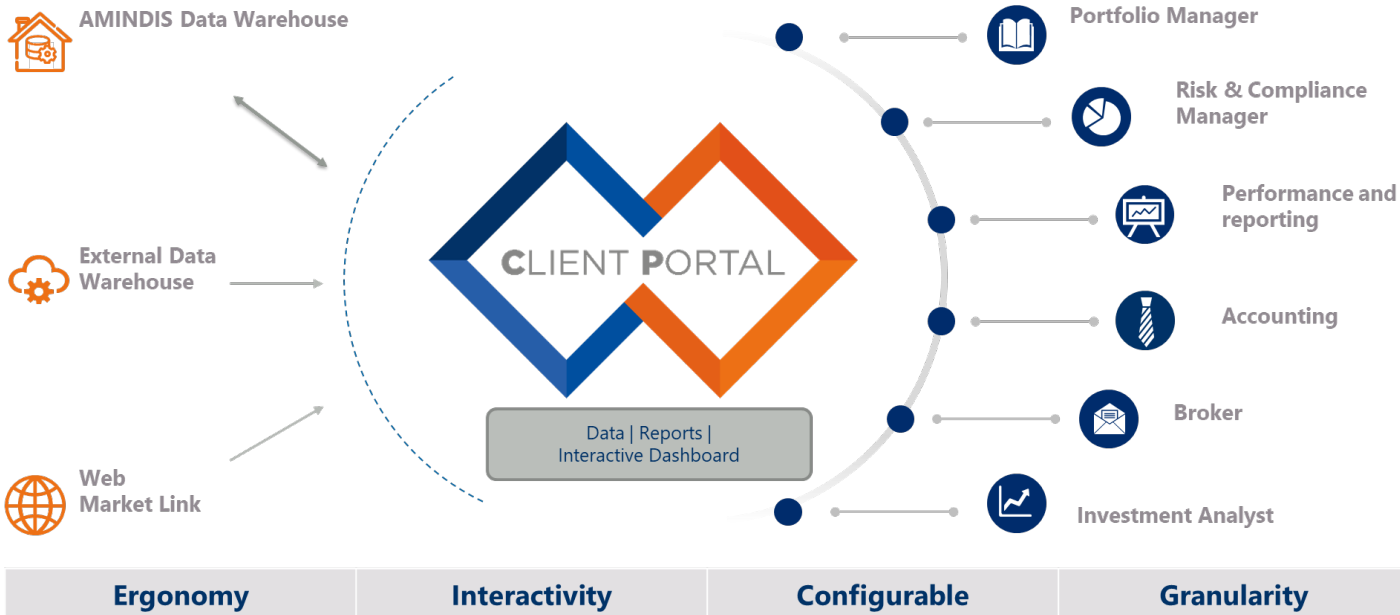 AMINDIS Data Warehouse
External Data
Warehouse
Web
Market Link
CLIENT PORTAL
Data | Reports |
Interactive Dashboard
Portfolio Manager
Risk & Compliance
Manager
Performance and
reporting
Accounting
Broker
Investment Analyst
Ergonomy
Interactivity
Configurable
Granularity